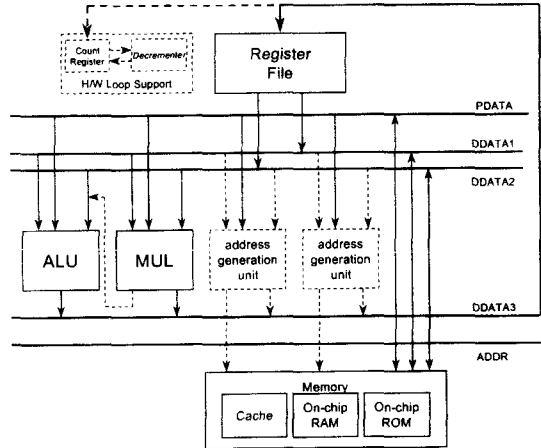 Count
Register
Decrementer
H/W Loop Support
Register
File
PDATA
DDATA1
DDATA2
ALU
MUL
address
generation
unit
address
generation
unit
DDATA3
ADDR
Memory
Cache
On-chip
RAM
On-chip
ROM